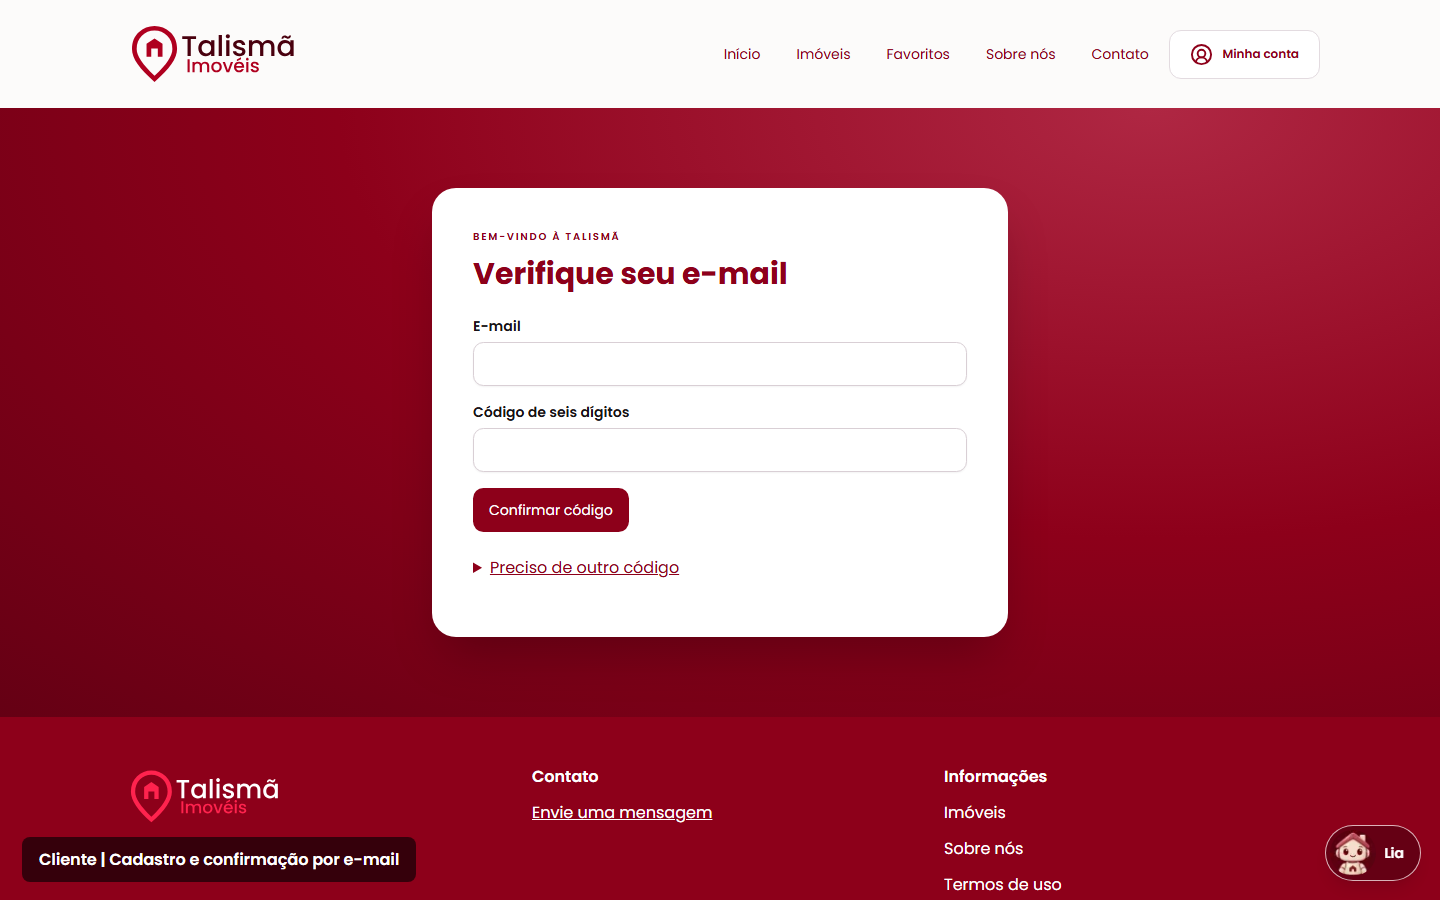 Talismã
Imovéis
Início
Imóveis
Favoritos
Sobre nós
Contato
Minha conta
BEM-VINDO À TALISMÃ
Verifique seu e-mail
E-mail
Código de seis dígitos
Confirmar código
Preciso de outro código
Talismã
Imovéis
Contato
Envie uma mensagem
Informações
Imóveis
Sobre nós
Termos de uso
Cliente | Cadastro e confirmação por e-mail
Lia